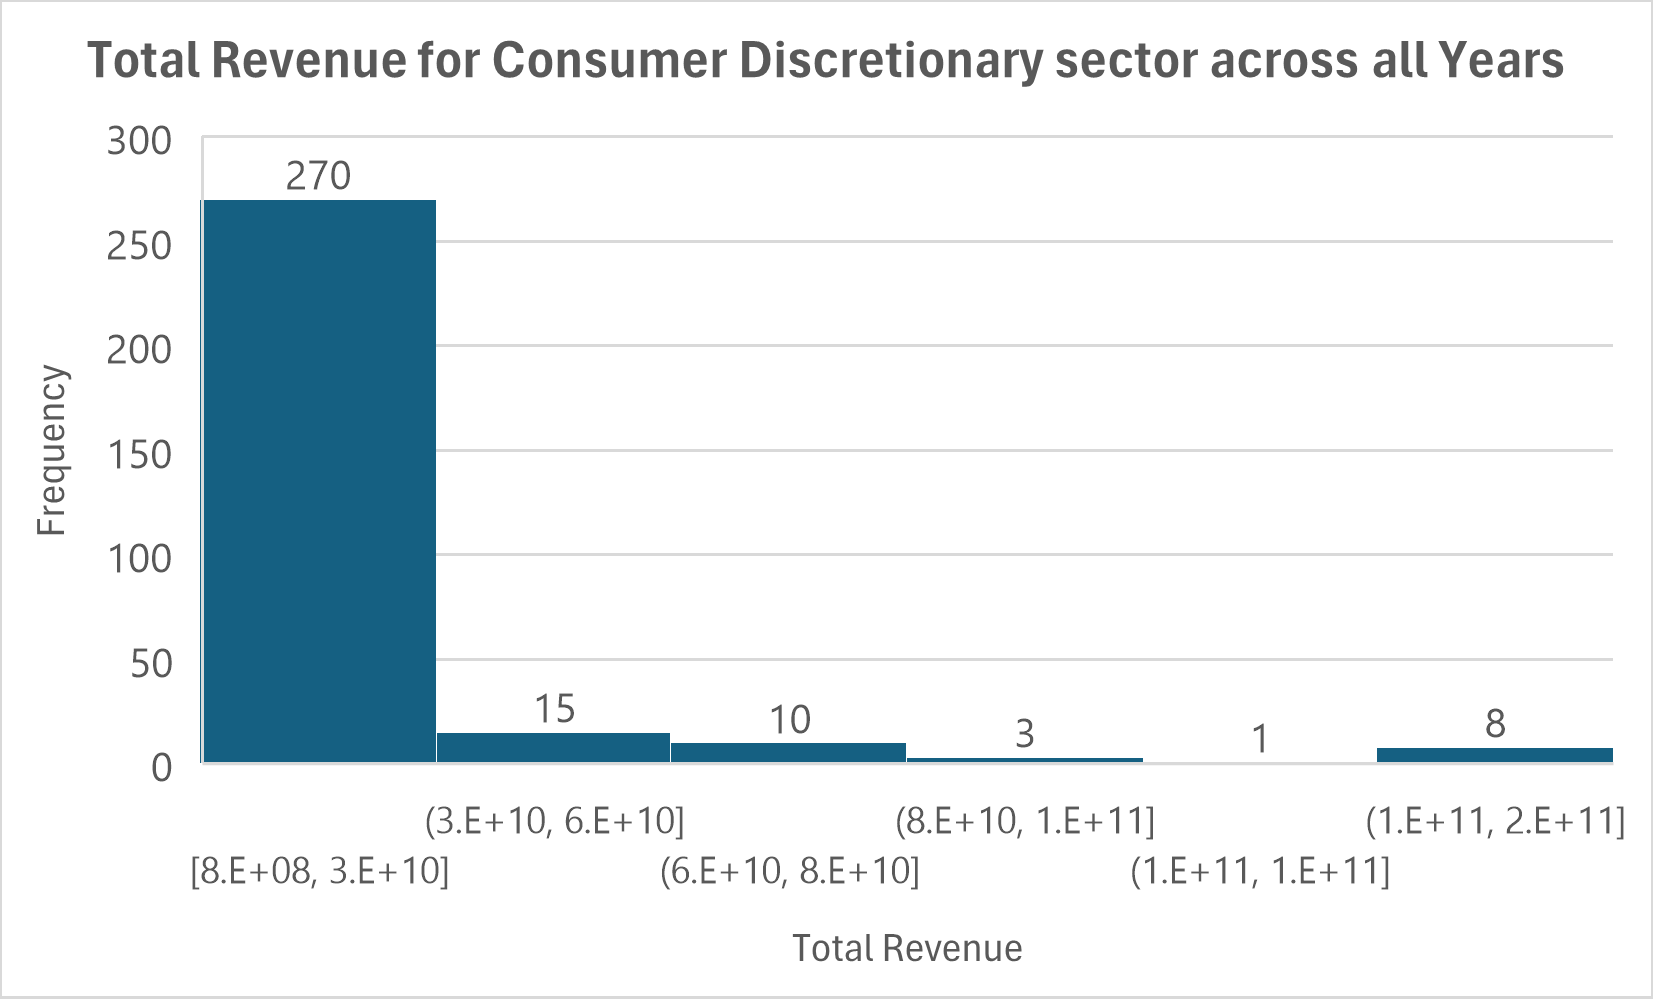 Total Revenue for Consumer Discretionary sector across all Years
300
250
200
150
100
50
0
Frequency
270
15
10
3
1
8
[8.E+08, 3.E+10]
(3.E+10, 6.E+10]
(6.E+10, 8.E+10]
(8.E+10, 1.E+11]
(1.E+11, 1.E+11]
(1.E+11, 2.E+11]
Total Revenue